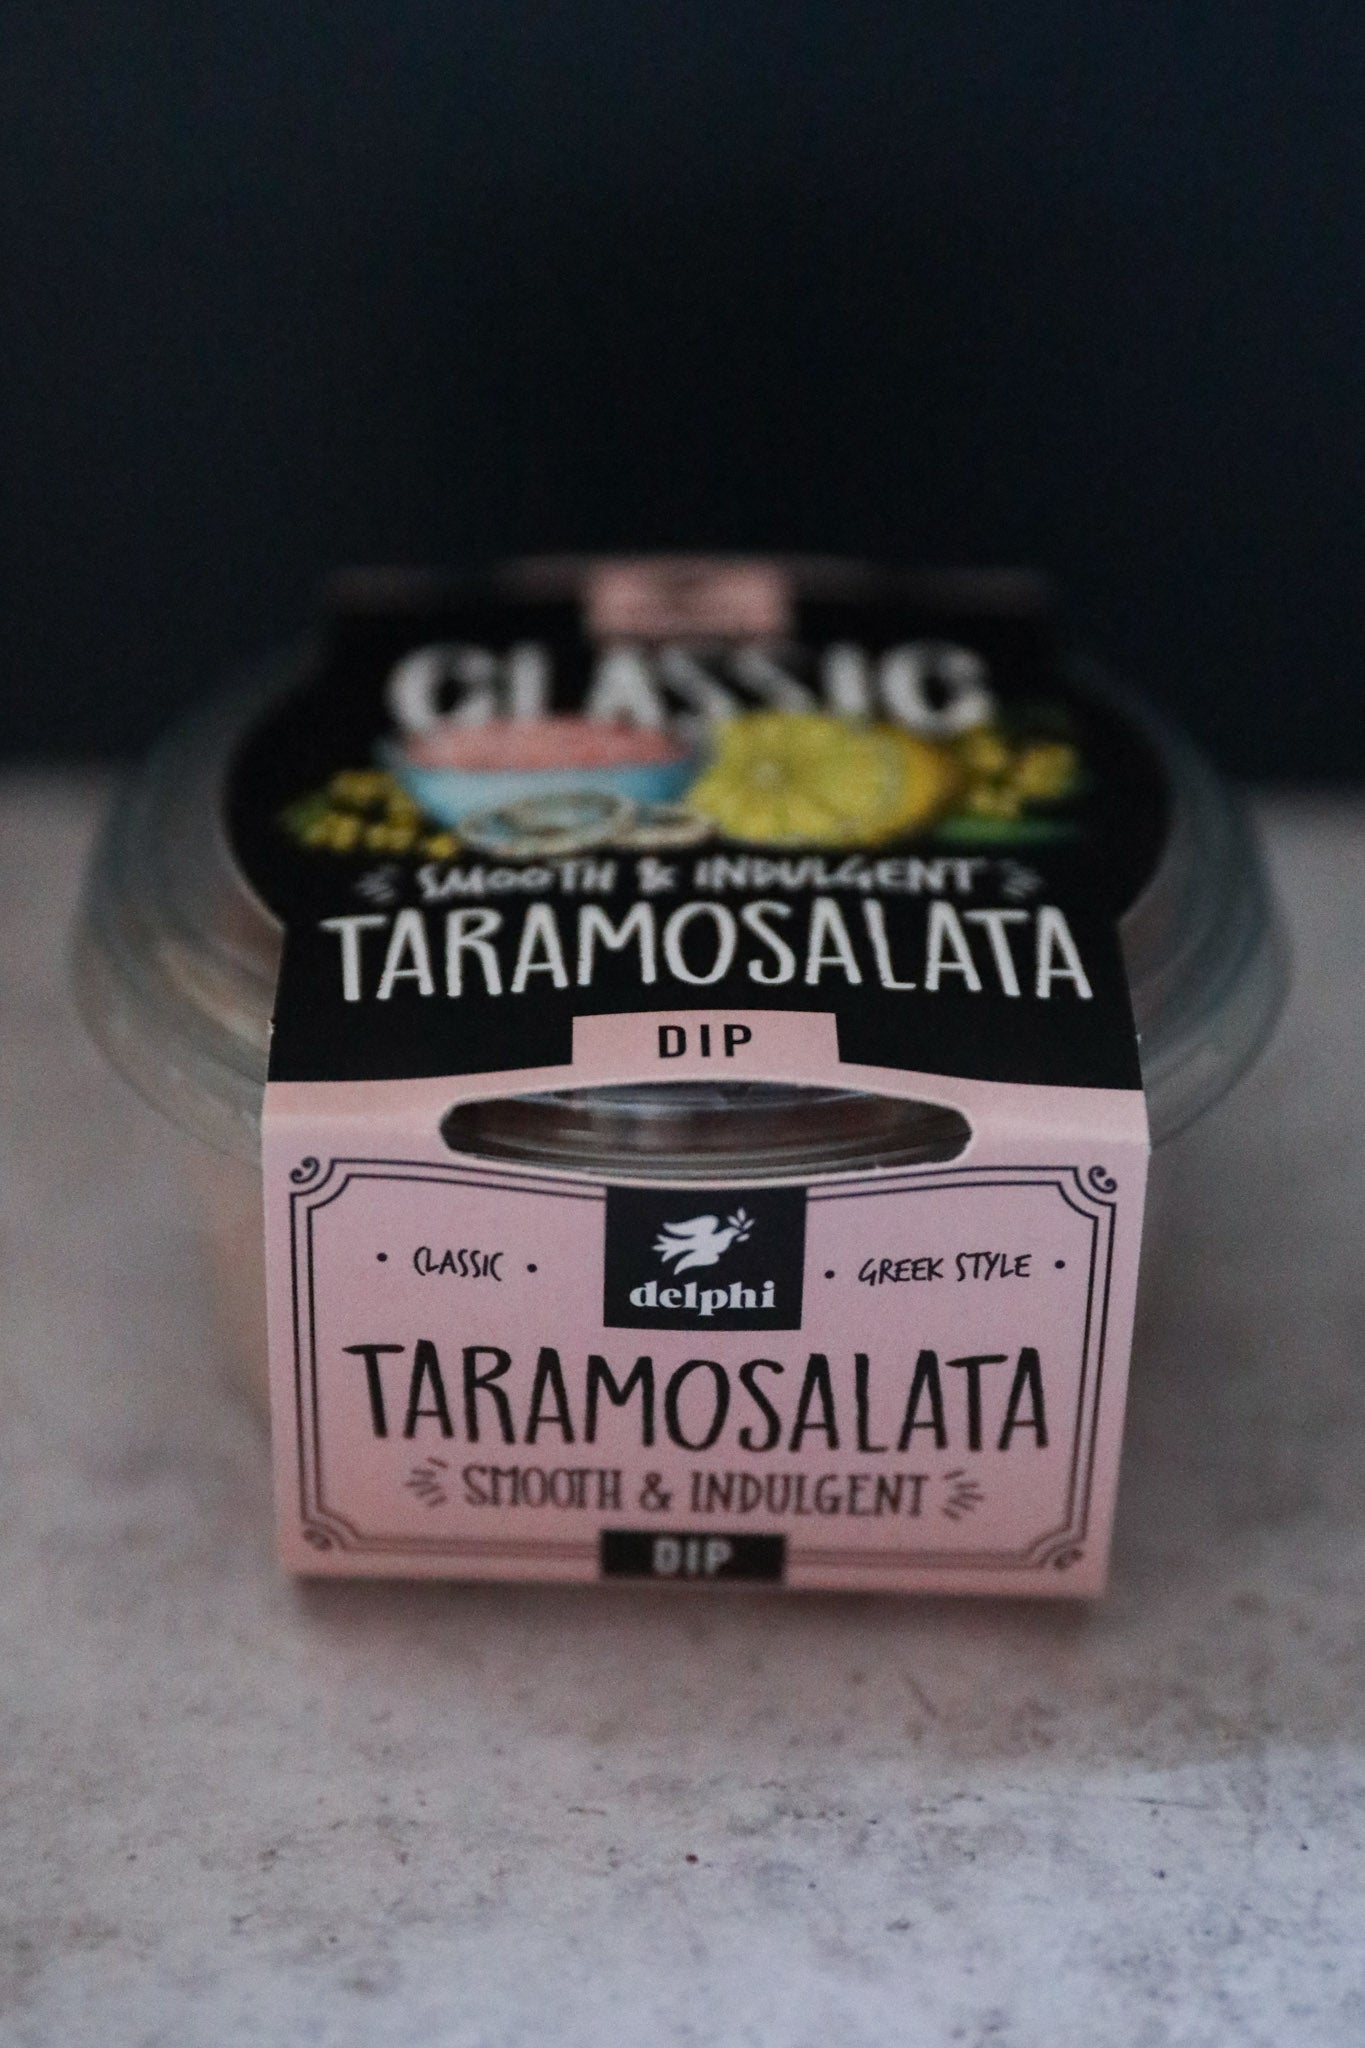 CLASSIC
SMOOTH & INDULGENT
TARAMOSALATA
DIP
• CLASSIC •
delphi
• GREEK STYLE •
TARAMOSALATA
SMOOTH & INDULGENT
DIP